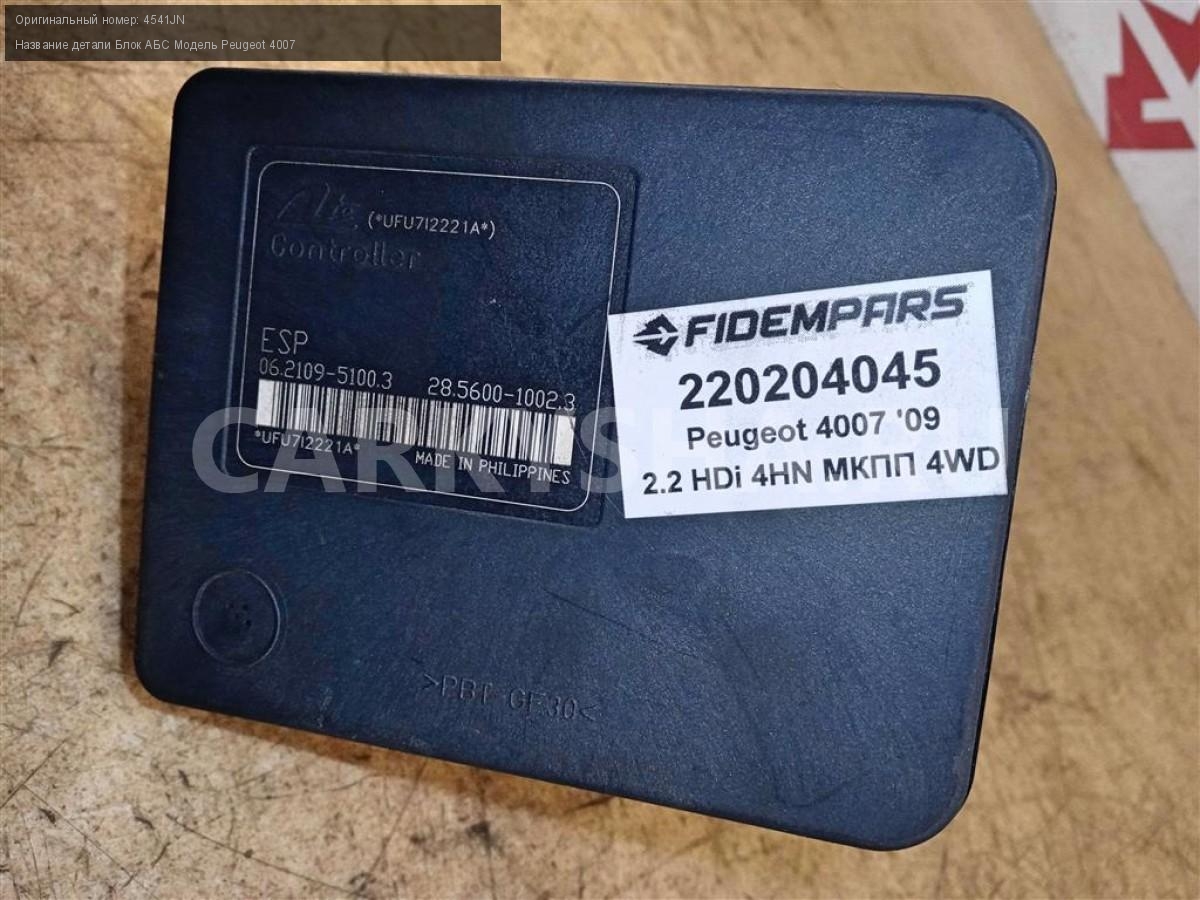 Оригинальный номер: 4541JN
Название детали Блок АБС Модель Peugeot 4007
Ate
(*UFU7I2221A*)
Controller
ESP
06.2109-5100.3 28.5600-1002.3
*UFU7I2221A*
MADE IN PHILIPPINES
FIDEMPARS
220204045
Peugeot 4007 '09
2.2 HDi 4HN МКПП 4WD
>PBT GF30<